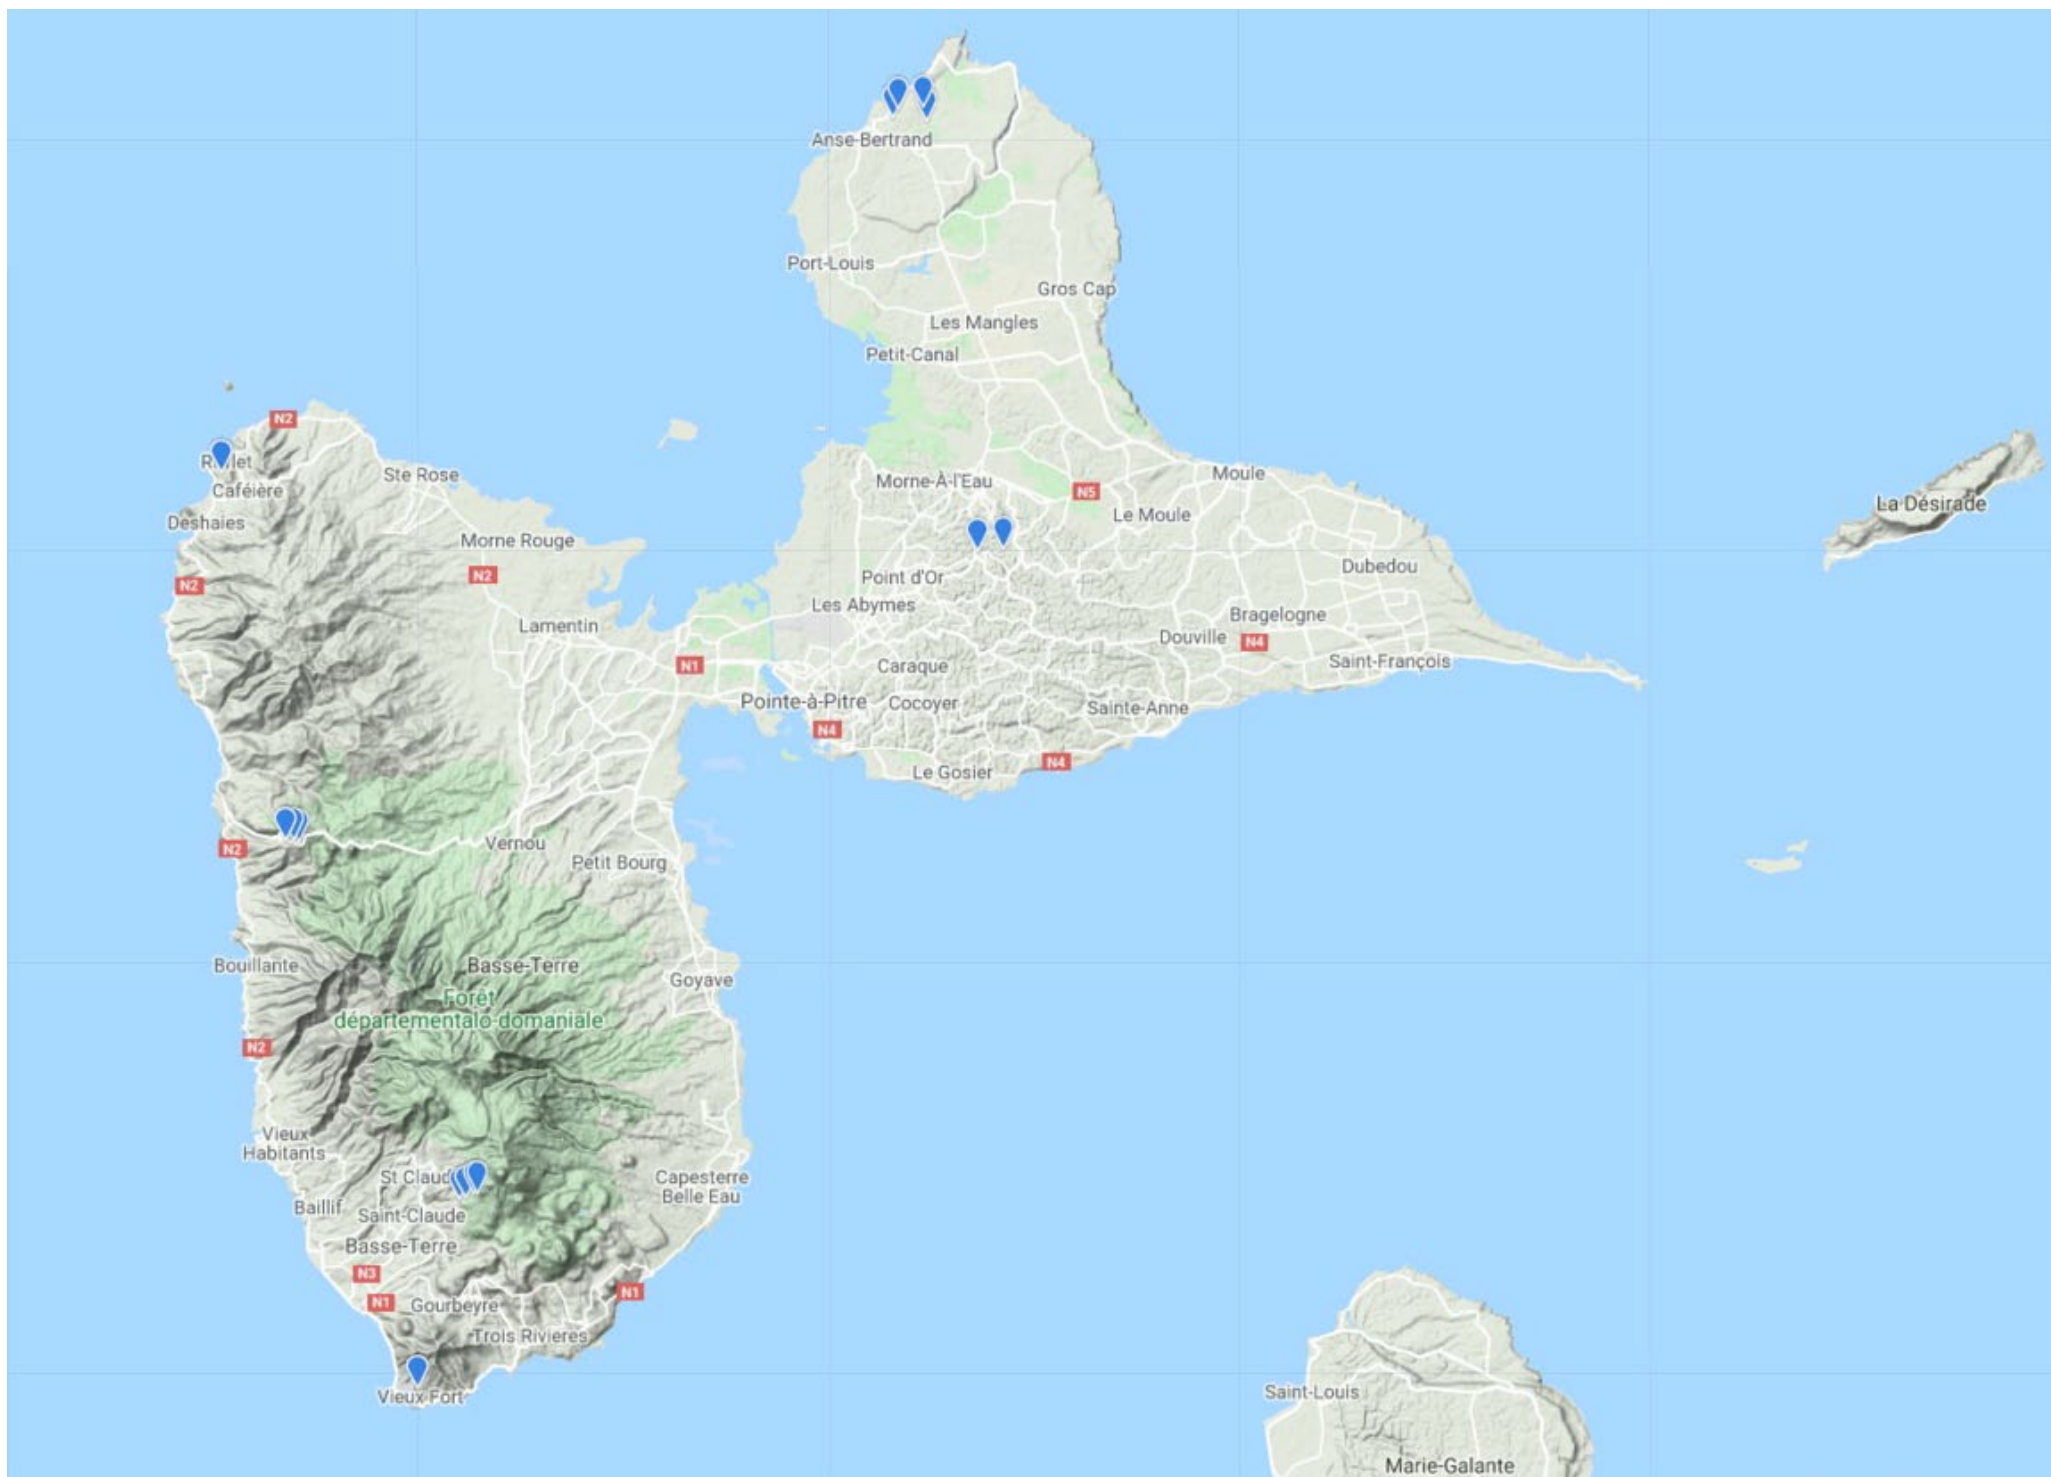 Anse-Bertrand
Port-Louis
Gros Cap
Les Mangles
Petit-Canal
N2
Ste Rose
Caféière
Deshaies
Morne Rouge
N2
N2
Lamentin
N1
Morne-À-l'Eau
N5
Moule
Le Moule
La Désirade
Point d'Or
Les Abymes
Dubedou
Bragelogne
Douville
N4
Saint-François
Caraque
Pointe-à-Pitre
Cocoyer
Sainte-Anne
N4
N4
Le Gosier
N2
Vernou
Petit Bourg
Bouillante
Basse-Terre
Goyave
Forêt
départementalo-domaniale
N2
Vieux
Habitants
Capesterre
Belle Eau
Baillif
Saint-Claude
Basse-Terre
N3
N1
N1
Gourbeyre
Trois Rivieres
Vieux Fort
Saint-Louis
Marie-Galante